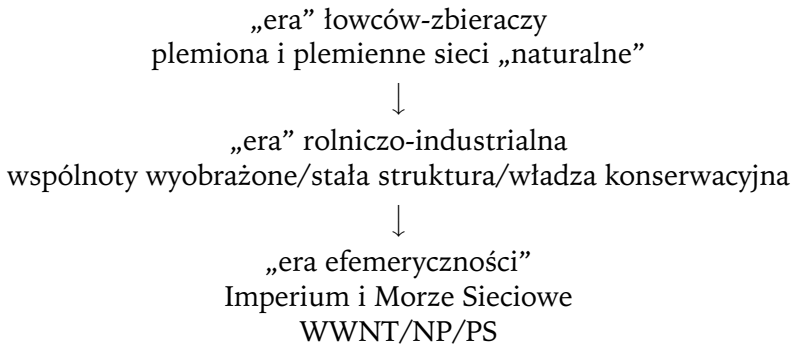 „era” łowców-zbieraczy
plemiona i plemienne sieci „naturalne”
↓
„era” rolniczo-industrialna
wspólnoty wyobrażone/stała struktura/władza konserwacyjna
↓
„era efemeryczności”
Imperium i Morze Sieciowe
WWNT/NP/PS